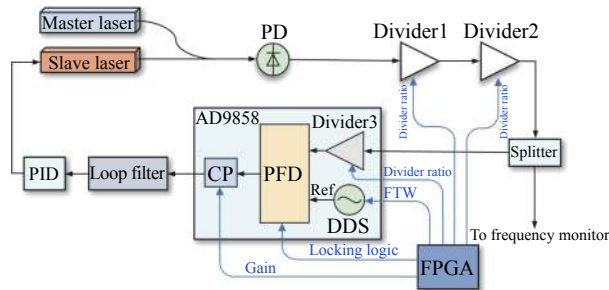 Master laser
Slave laser
PD
Divider1
Divider2
Divider ratio
Divider ratio
AD9858
Divider3
Splitter
PID
Loop filter
CP
PFD
Ref
DDS
Divider ratio
FTW
To frequency monitor
Locking logic
Gain
FPGA